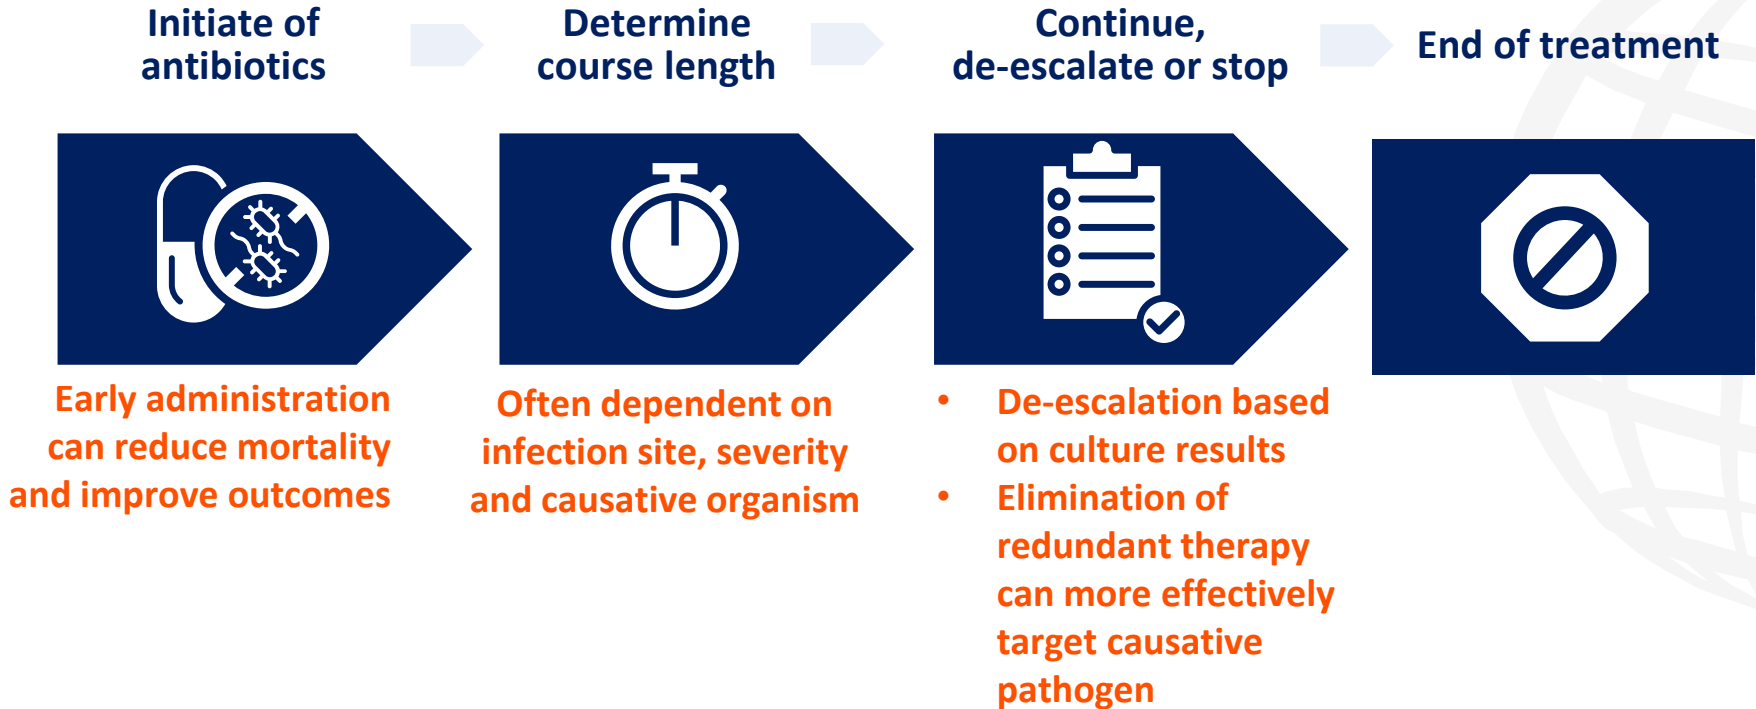 Initiate of
antibiotics
Determine
course length
Continue,
de-escalate or stop
End of treatment
Early administration
can reduce mortality
and improve outcomes
Often dependent on
infection site, severity
and causative organism
• De-escalation based
on culture results
• Elimination of
redundant therapy
can more effectively
target causative
pathogen